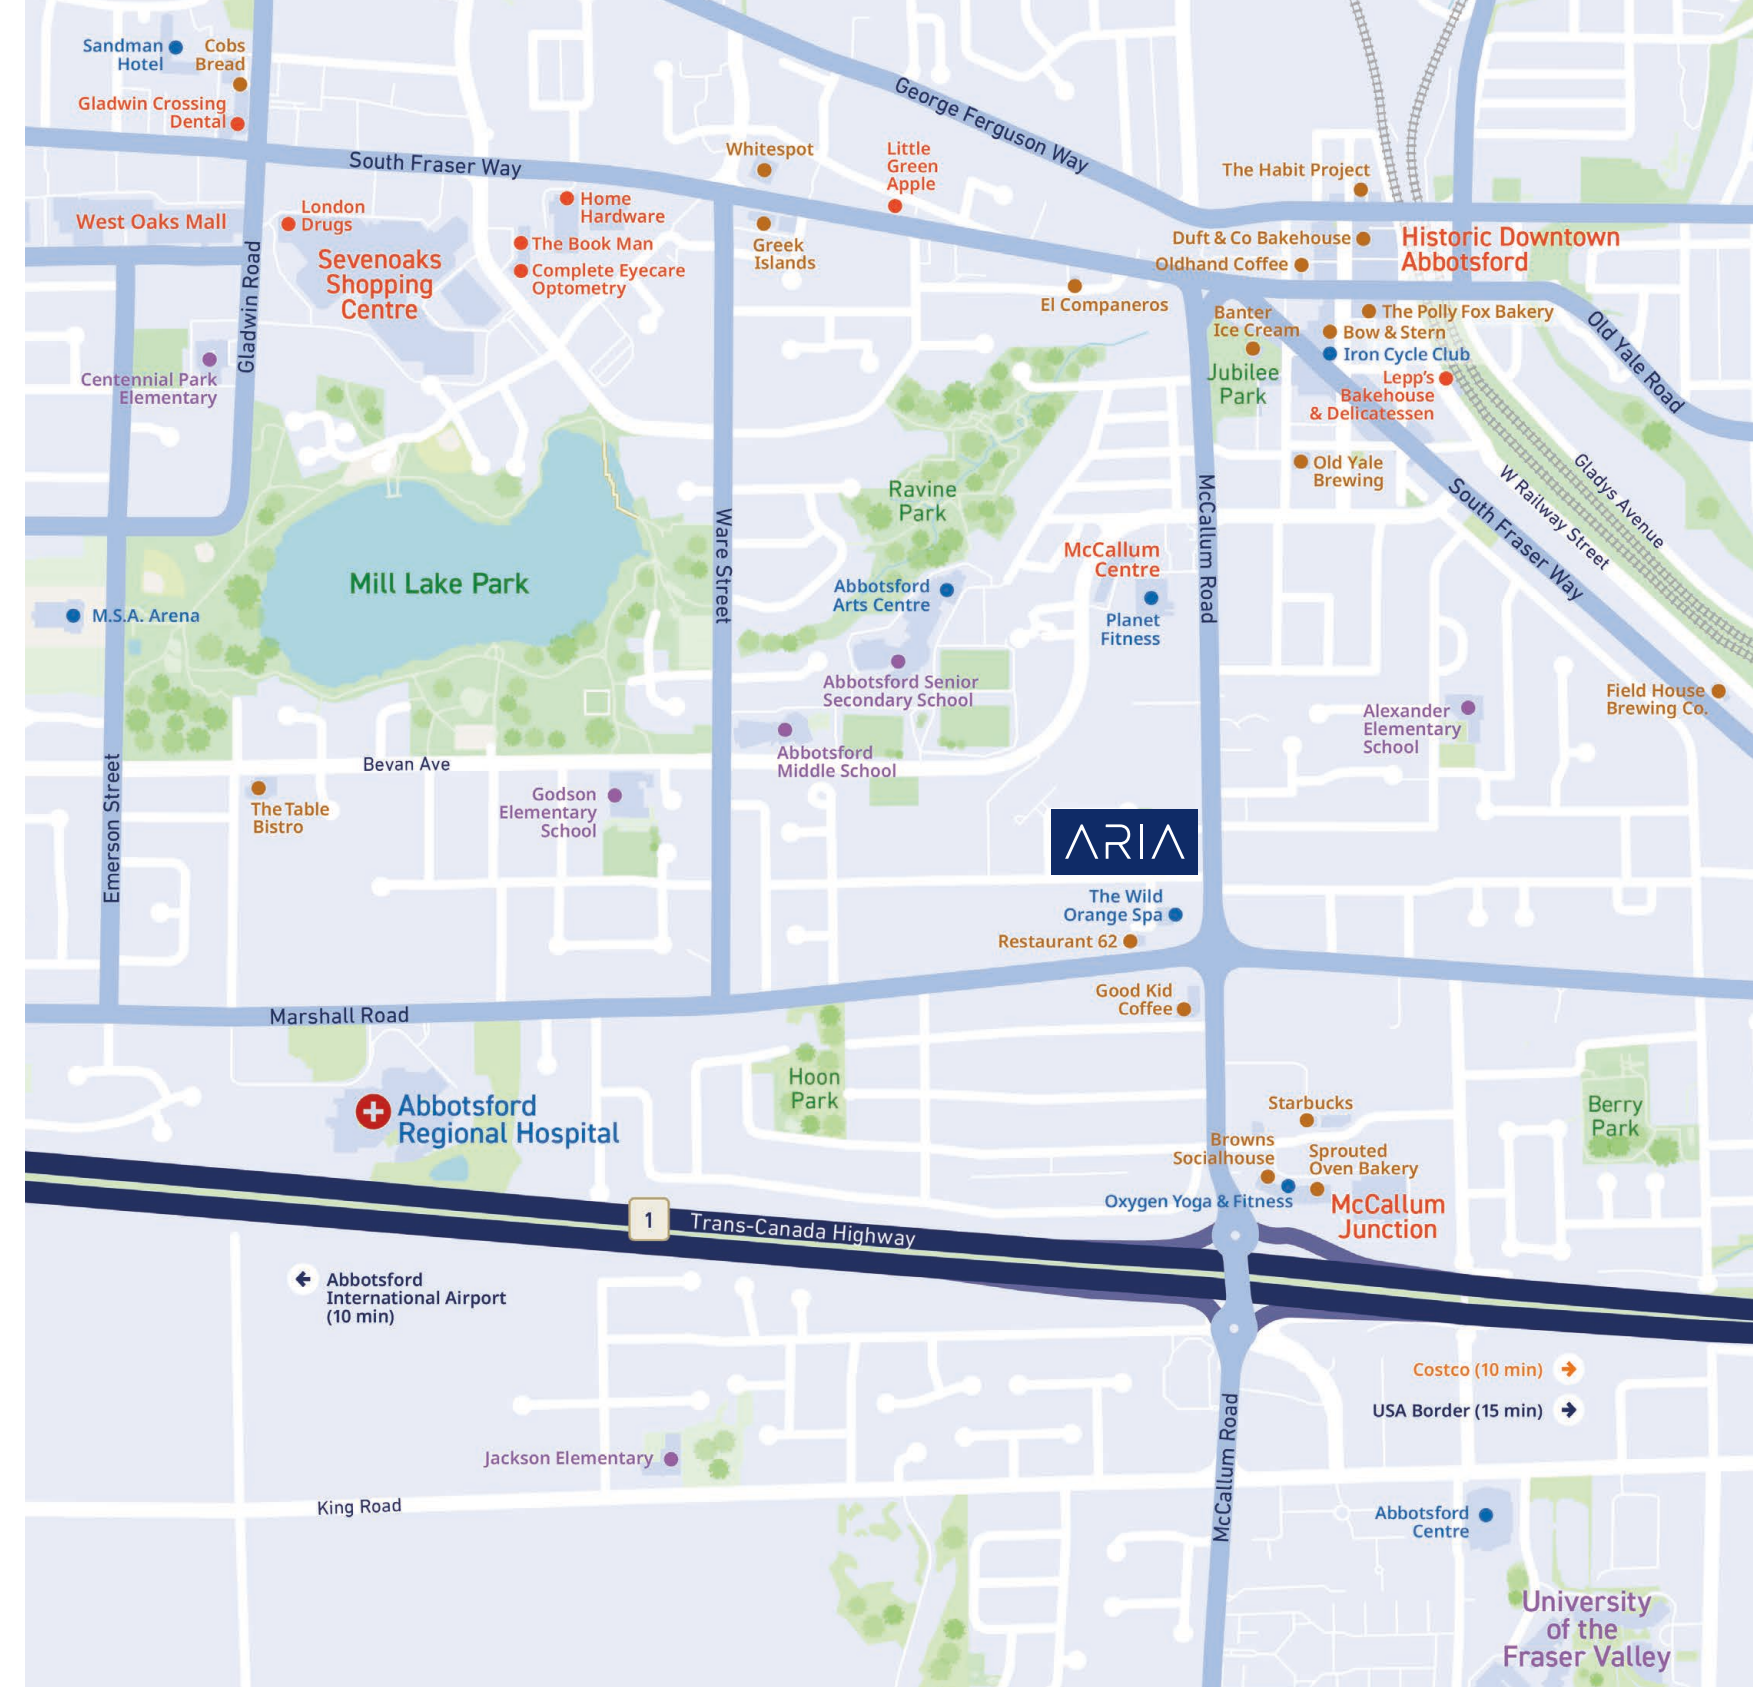 Sandman
Hotel
Cobs
Bread
Gladwin Crossing
Dental
George Ferguson Way
South Fraser Way
Whitespot
Little
Green
Apple
The Habit Project
West Oaks Mall
London
Drugs
Home
Hardware
The Book Man
Complete Eyecare
Optometry
Sevenoaks
Shopping
Centre
Greek
Islands
Duft & Co Bakehouse
Oldhand Coffee
Historic Downtown
Abbotsford
El Companeros
Banter
Ice Cream
The Polly Fox Bakery
Bow & Stern
Iron Cycle Club
Lepp's
Bakehouse
& Delicatessen
Jubilee
Park
Old Yale Road
Gladwin Road
Centennial Park
Elementary
Old Yale
Brewing
Gladys Avenue
W Railway Street
South Fraser Way
Ravine
Park
McCallum Road
Ware Street
McCallum
Centre
Planet
Fitness
Mill Lake Park
Abbotsford
Arts Centre
M.S.A. Arena
Abbotsford Senior
Secondary School
Abbotsford
Middle School
Field House
Brewing Co.
Alexander
Elementary
School
Bevan Ave
Emerson Street
The Table
Bistro
Godson
Elementary
School
ARIA
The Wild
Orange Spa
Restaurant 62
Good Kid
Coffee
Marshall Road
Hoon
Park
Abbotsford
Regional Hospital
Starbucks
Browns
Socialhouse
Sprouted
Oven Bakery
Oxygen Yoga & Fitness
McCallum
Junction
Berry
Park
1
Trans-Canada Highway
Abbotsford
International Airport
(10 min)
Costco (10 min)
USA Border (15 min)
McCallum Road
Jackson Elementary
King Road
Abbotsford
Centre
University
of the
Fraser Valley